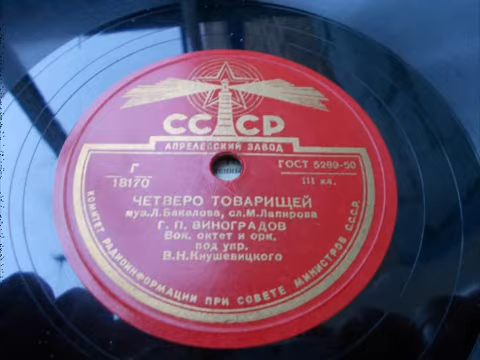 СССР
АПРЕЛЕВСКИЙ ЗАВОД
Г
18170
ГОСТ 5289-50
III кл.
ЧЕТВЕРО ТОВАРИЩЕЙ
муз.Л.Бакалова, сл.М.Лапирова
Г. П. ВИНОГРАДОВ
Вок. октет и орк.
под упр.
В.Н.Кнушевицкого
КОМИТЕТ РАДИОИНФОРМАЦИИ ПРИ СОВЕТЕ МИНИСТРОВ СССР.